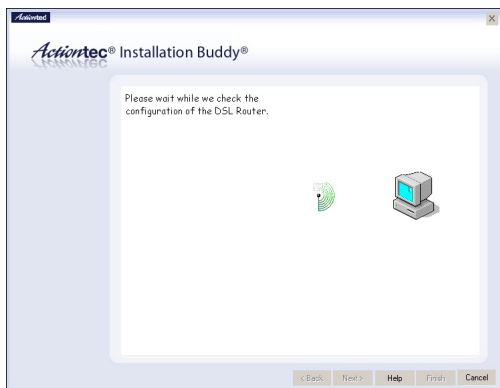 Actiontec
X
Actiontec® Installation Buddy®
Please wait while we check the
configuration of the DSL Router.
< Back Next > Help Finish Cancel